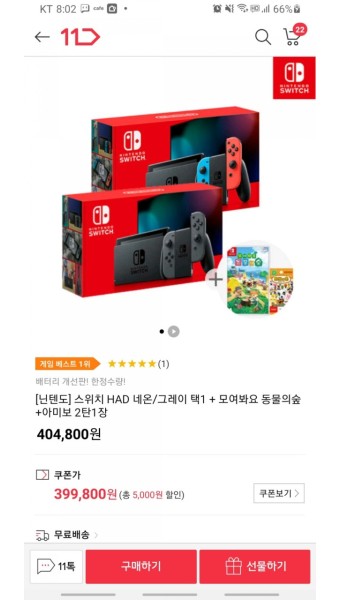 KT 8:02 cafe 66%
11
22
NINTENDO
SWITCH
NINTENDO
SWITCH
NINTENDO
SWITCH
게임 베스트 1위 ★★★★★(1)
배터리 개선판! 한정수량!
[닌텐도] 스위치 HAD 네온/그레이 택1 + 모여봐요 동물의숲
+아미보 2탄1장
404,800원
쿠폰가
399,800원(총 5,000원 할인)
쿠폰보기 >
무료배송 >
11톡
구매하기
선물하기